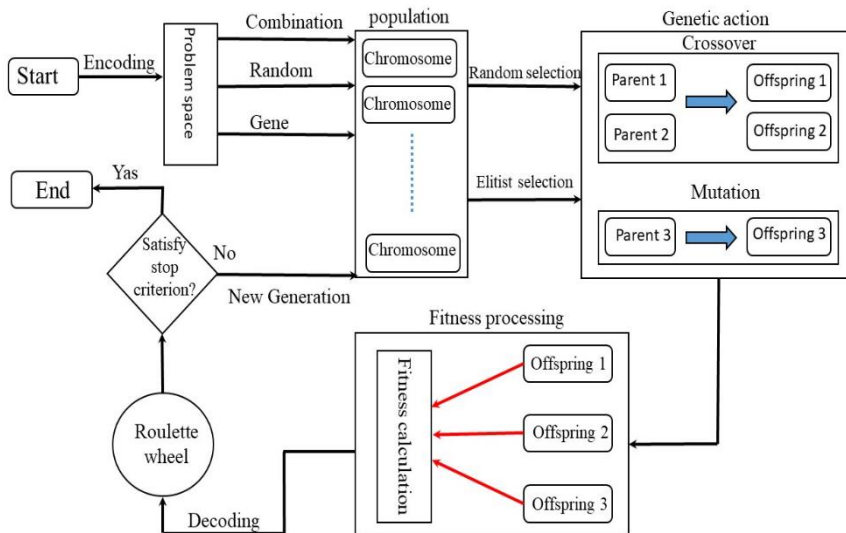 Start
Encoding
Problem space
Combination
Random
Gene
population
Chromosome
Chromosome
Chromosome
Random selection
Elitist selection
Genetic action
Crossover
Parent 1
Offspring 1
Parent 2
Offspring 2
Mutation
Parent 3
Offspring 3
Fitness processing
Offspring 1
Offspring 2
Offspring 3
Fitness calculation
Decoding
Roulette
wheel
Satisfy
stop
criterion?
No
New Generation
Yas
End